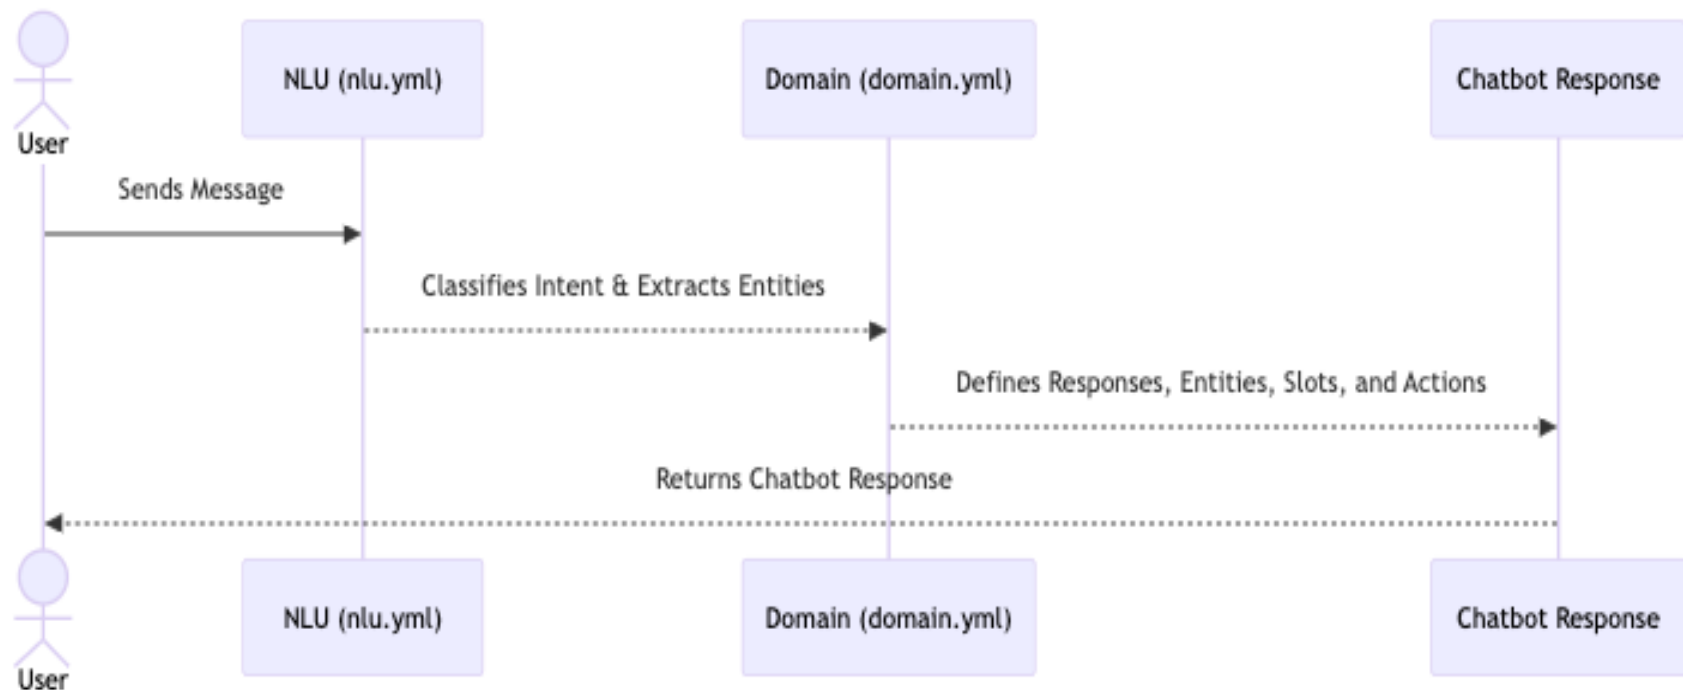 User
NLU (nlu.yml)
Domain (domain.yml)
Chatbot Response
Sends Message
Classifies Intent & Extracts Entities
Defines Responses, Entities, Slots, and Actions
Returns Chatbot Response
User
NLU (nlu.yml)
Domain (domain.yml)
Chatbot Response